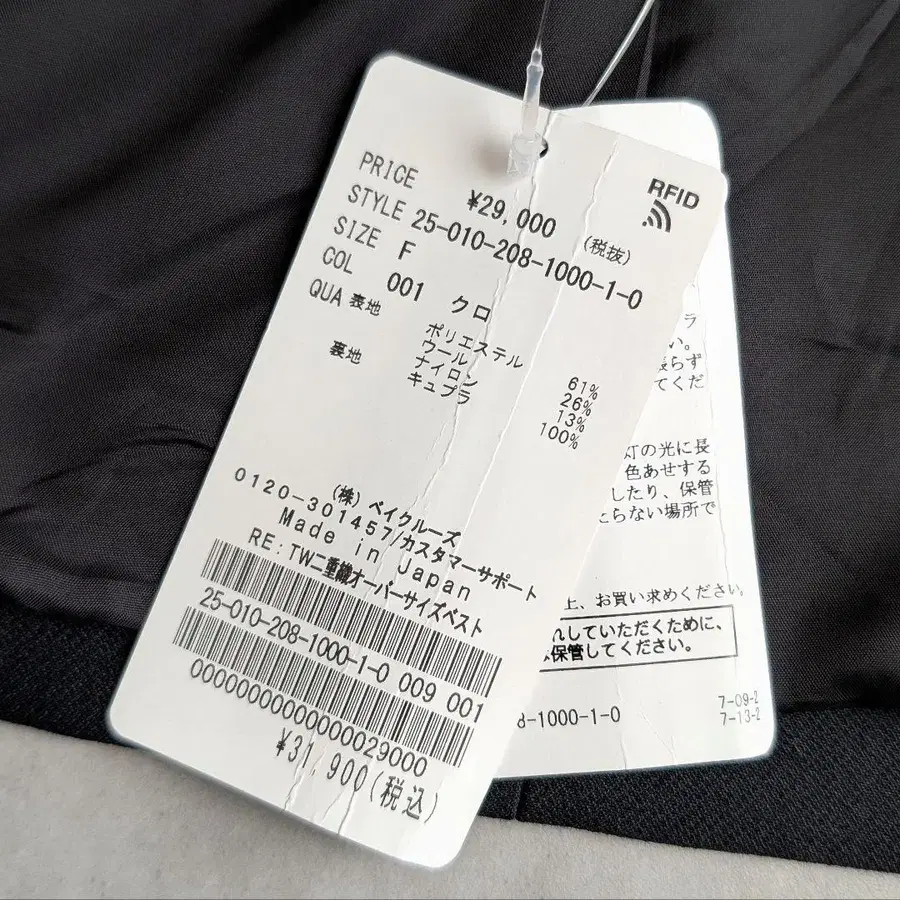 RFID
PRICE ¥29,000 (税抜)
STYLE 25-010-208-1000-1-0
SIZE F
COL 001 クロ
QUA 表地 ポリエステル 61%
ウール 26%
ナイロン 13%
裏地 キュプラ 100%
(株) ベイクルーズ
0120-301457/カスタマーサポート
Made in Japan
RE:TW二重織オーバーサイズベスト
25-010-208-1000-1-0 009 001
0000000000000029000
¥31,900(税込)
ラ
い。
張らず
てくだ
灯の光に長
色あせする
したり、保管
たらない場所で
上、お買い求めください。
れしていただくために、
保管してください。
8-1000-1-0
7-09-2
7-13-2